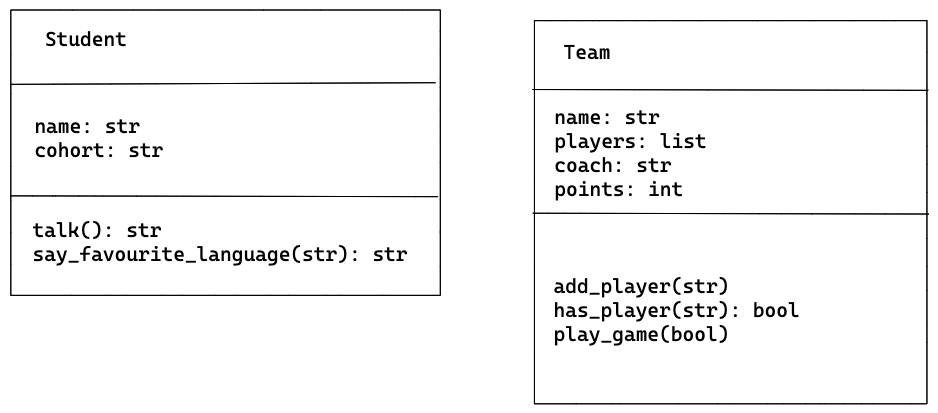 Student
name: str
cohort: str
talk(): str
say_favourite_language(str): str
Team
name: str
players: list
coach: str
points: int
add_player(str)
has_player(str): bool
play_game(bool)